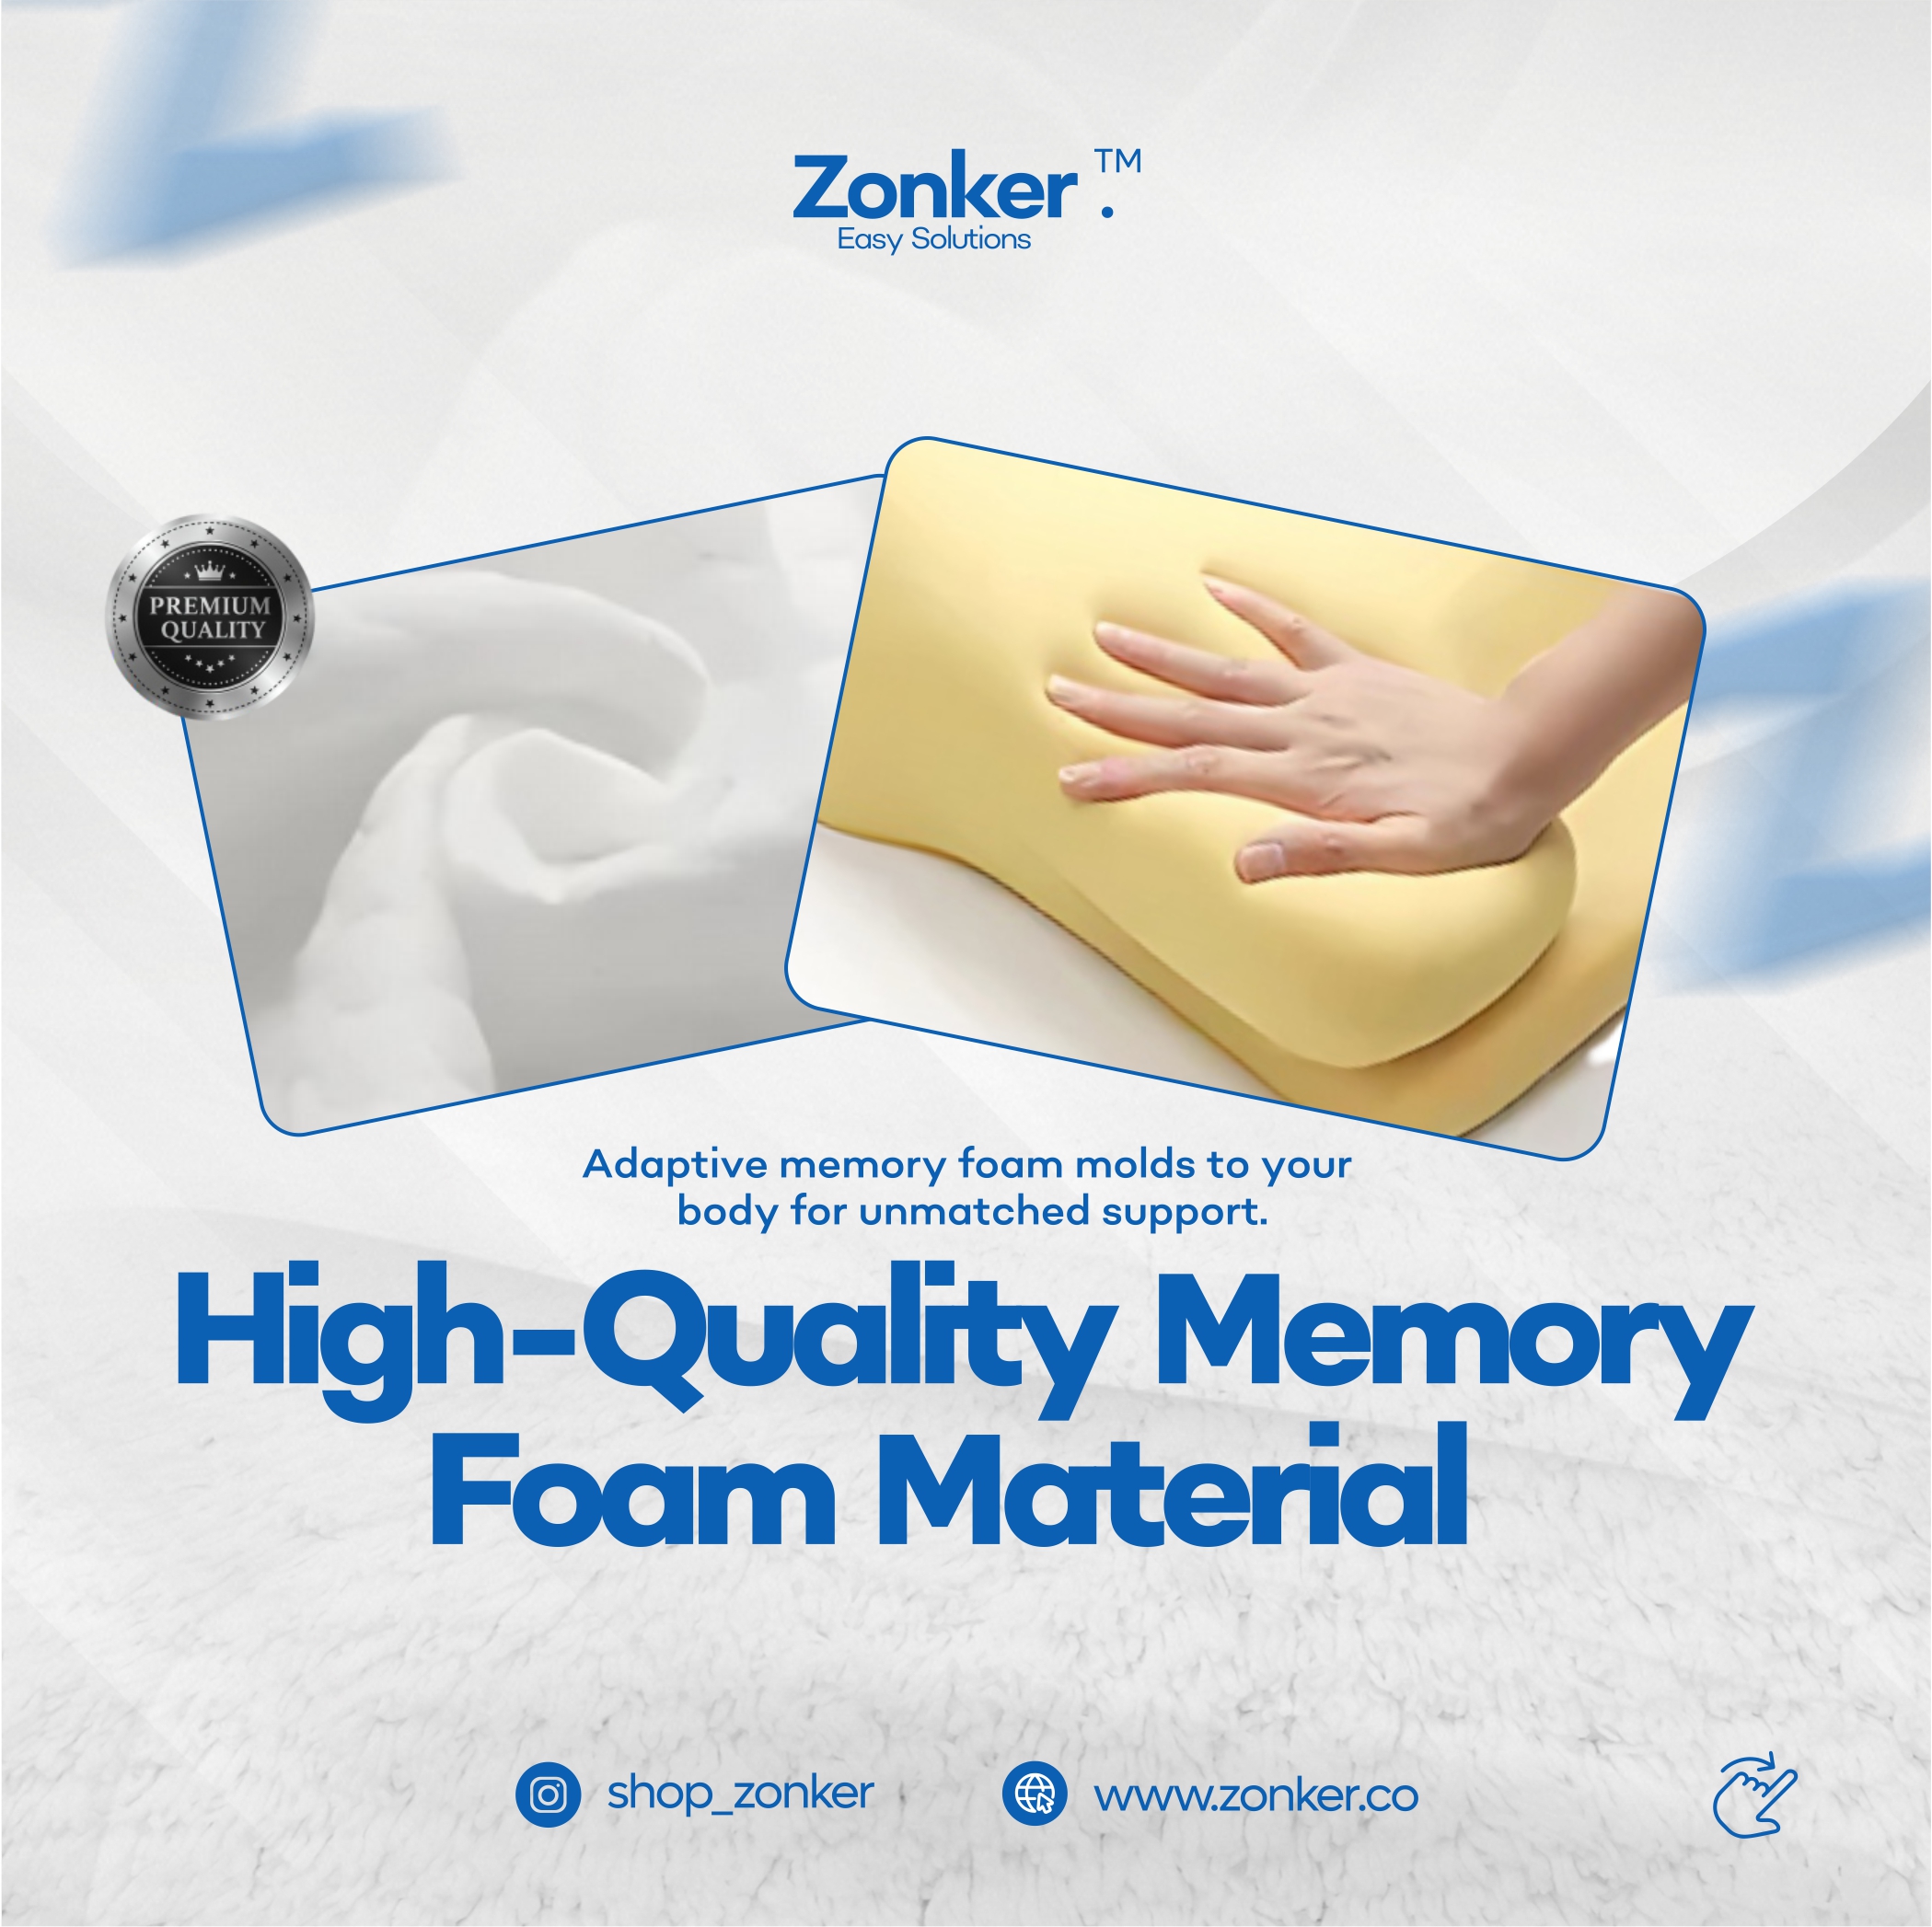 Zonker . TM
Easy Solutions
PREMIUM
QUALITY
Adaptive memory foam molds to your
body for unmatched support.
High-Quality Memory
Foam Material
shop_zonker
www.zonker.co